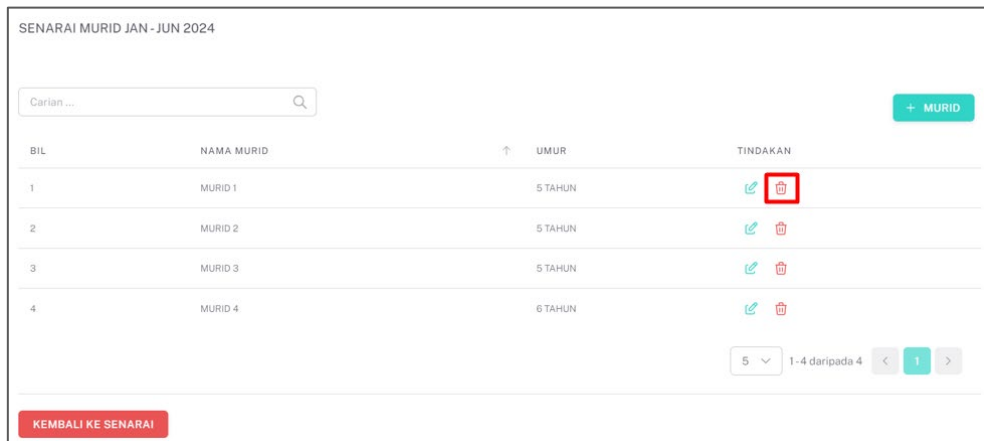 SENARAI MURID JAN - JUN 2024
Carian ...
+ MURID
BIL NAMA MURID ↑ UMUR TINDAKAN
1 MURID 1 5 TAHUN
2 MURID 2 5 TAHUN
3 MURID 3 5 TAHUN
4 MURID 4 6 TAHUN
5 1 - 4 daripada 4 < 1 >
KEMBALI KE SENARAI